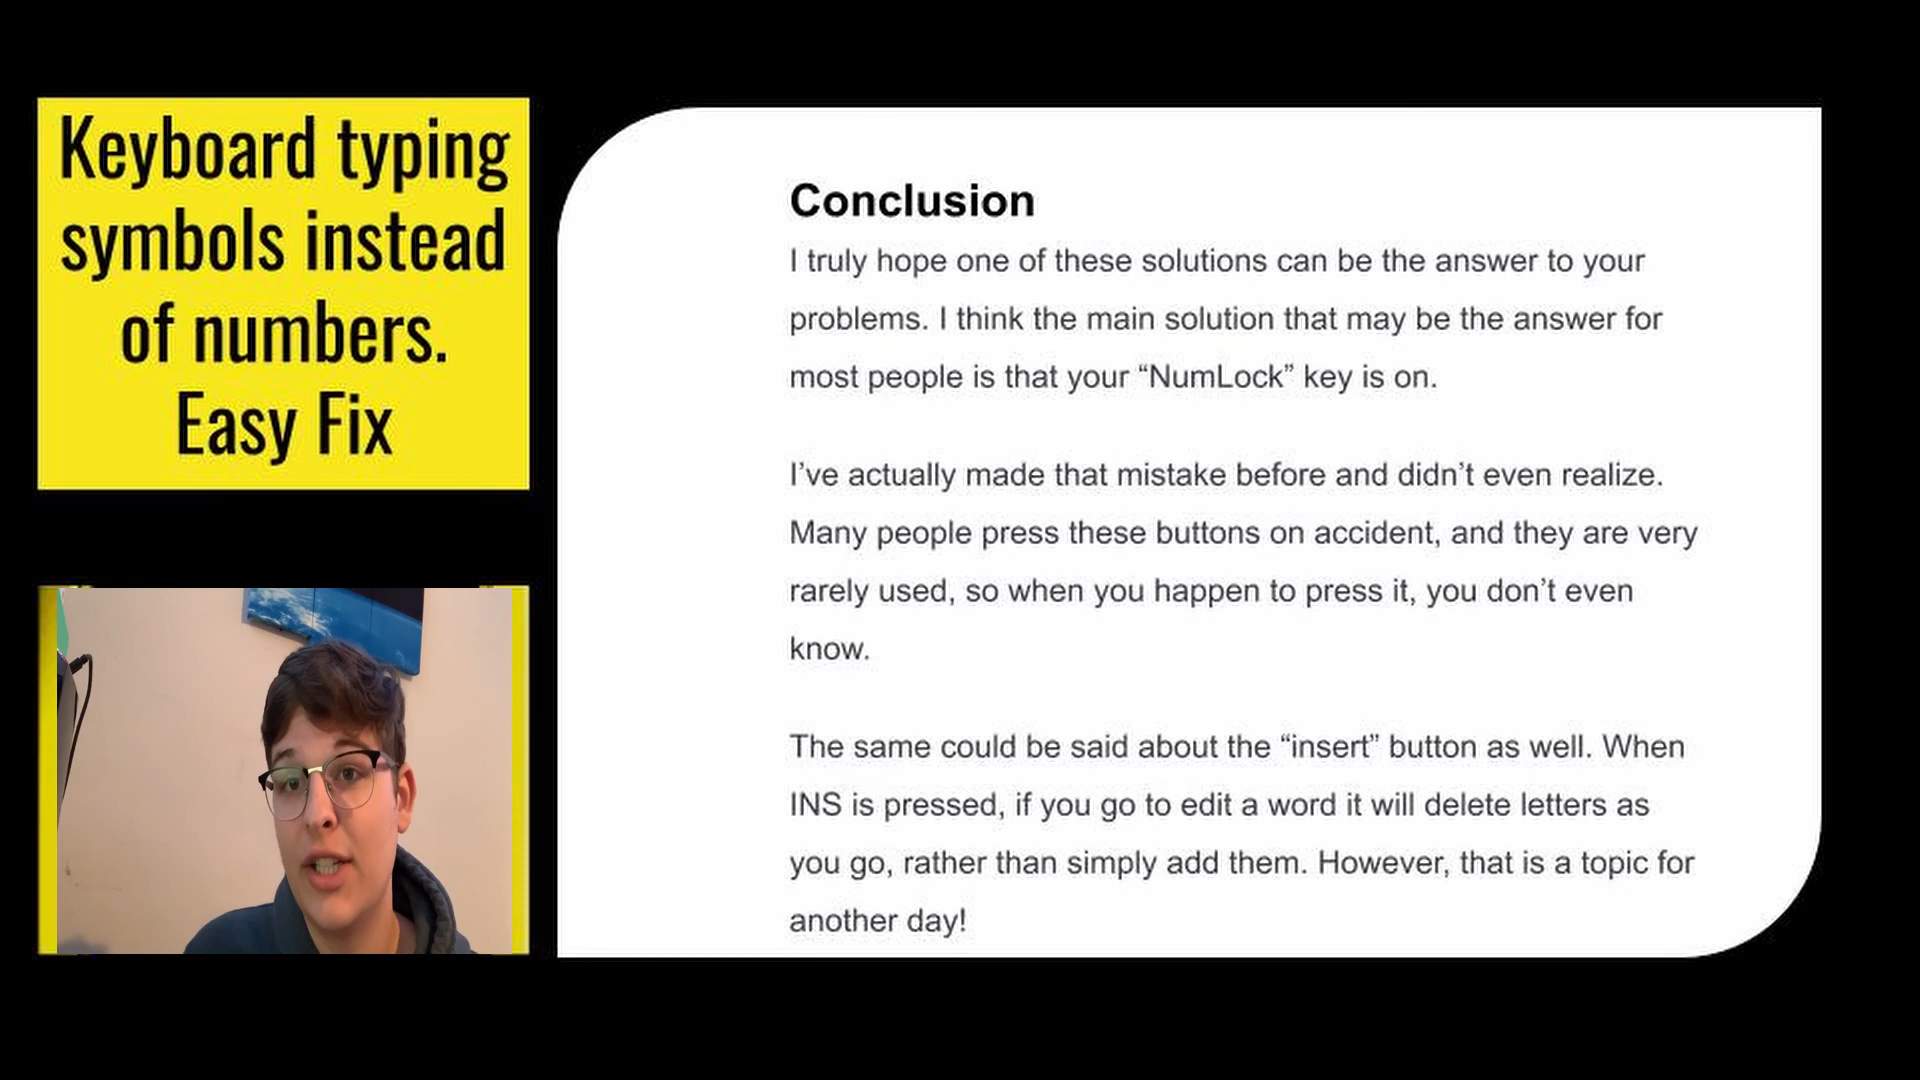 Keyboard typing
symbols instead
of numbers.
Easy Fix
Conclusion
I truly hope one of these solutions can be the answer to your
problems. I think the main solution that may be the answer for
most people is that your “NumLock” key is on.
I’ve actually made that mistake before and didn’t even realize.
Many people press these buttons on accident, and they are very
rarely used, so when you happen to press it, you don’t even
know.
The same could be said about the “insert” button as well. When
INS is pressed, if you go to edit a word it will delete letters as
you go, rather than simply add them. However, that is a topic for
another day!